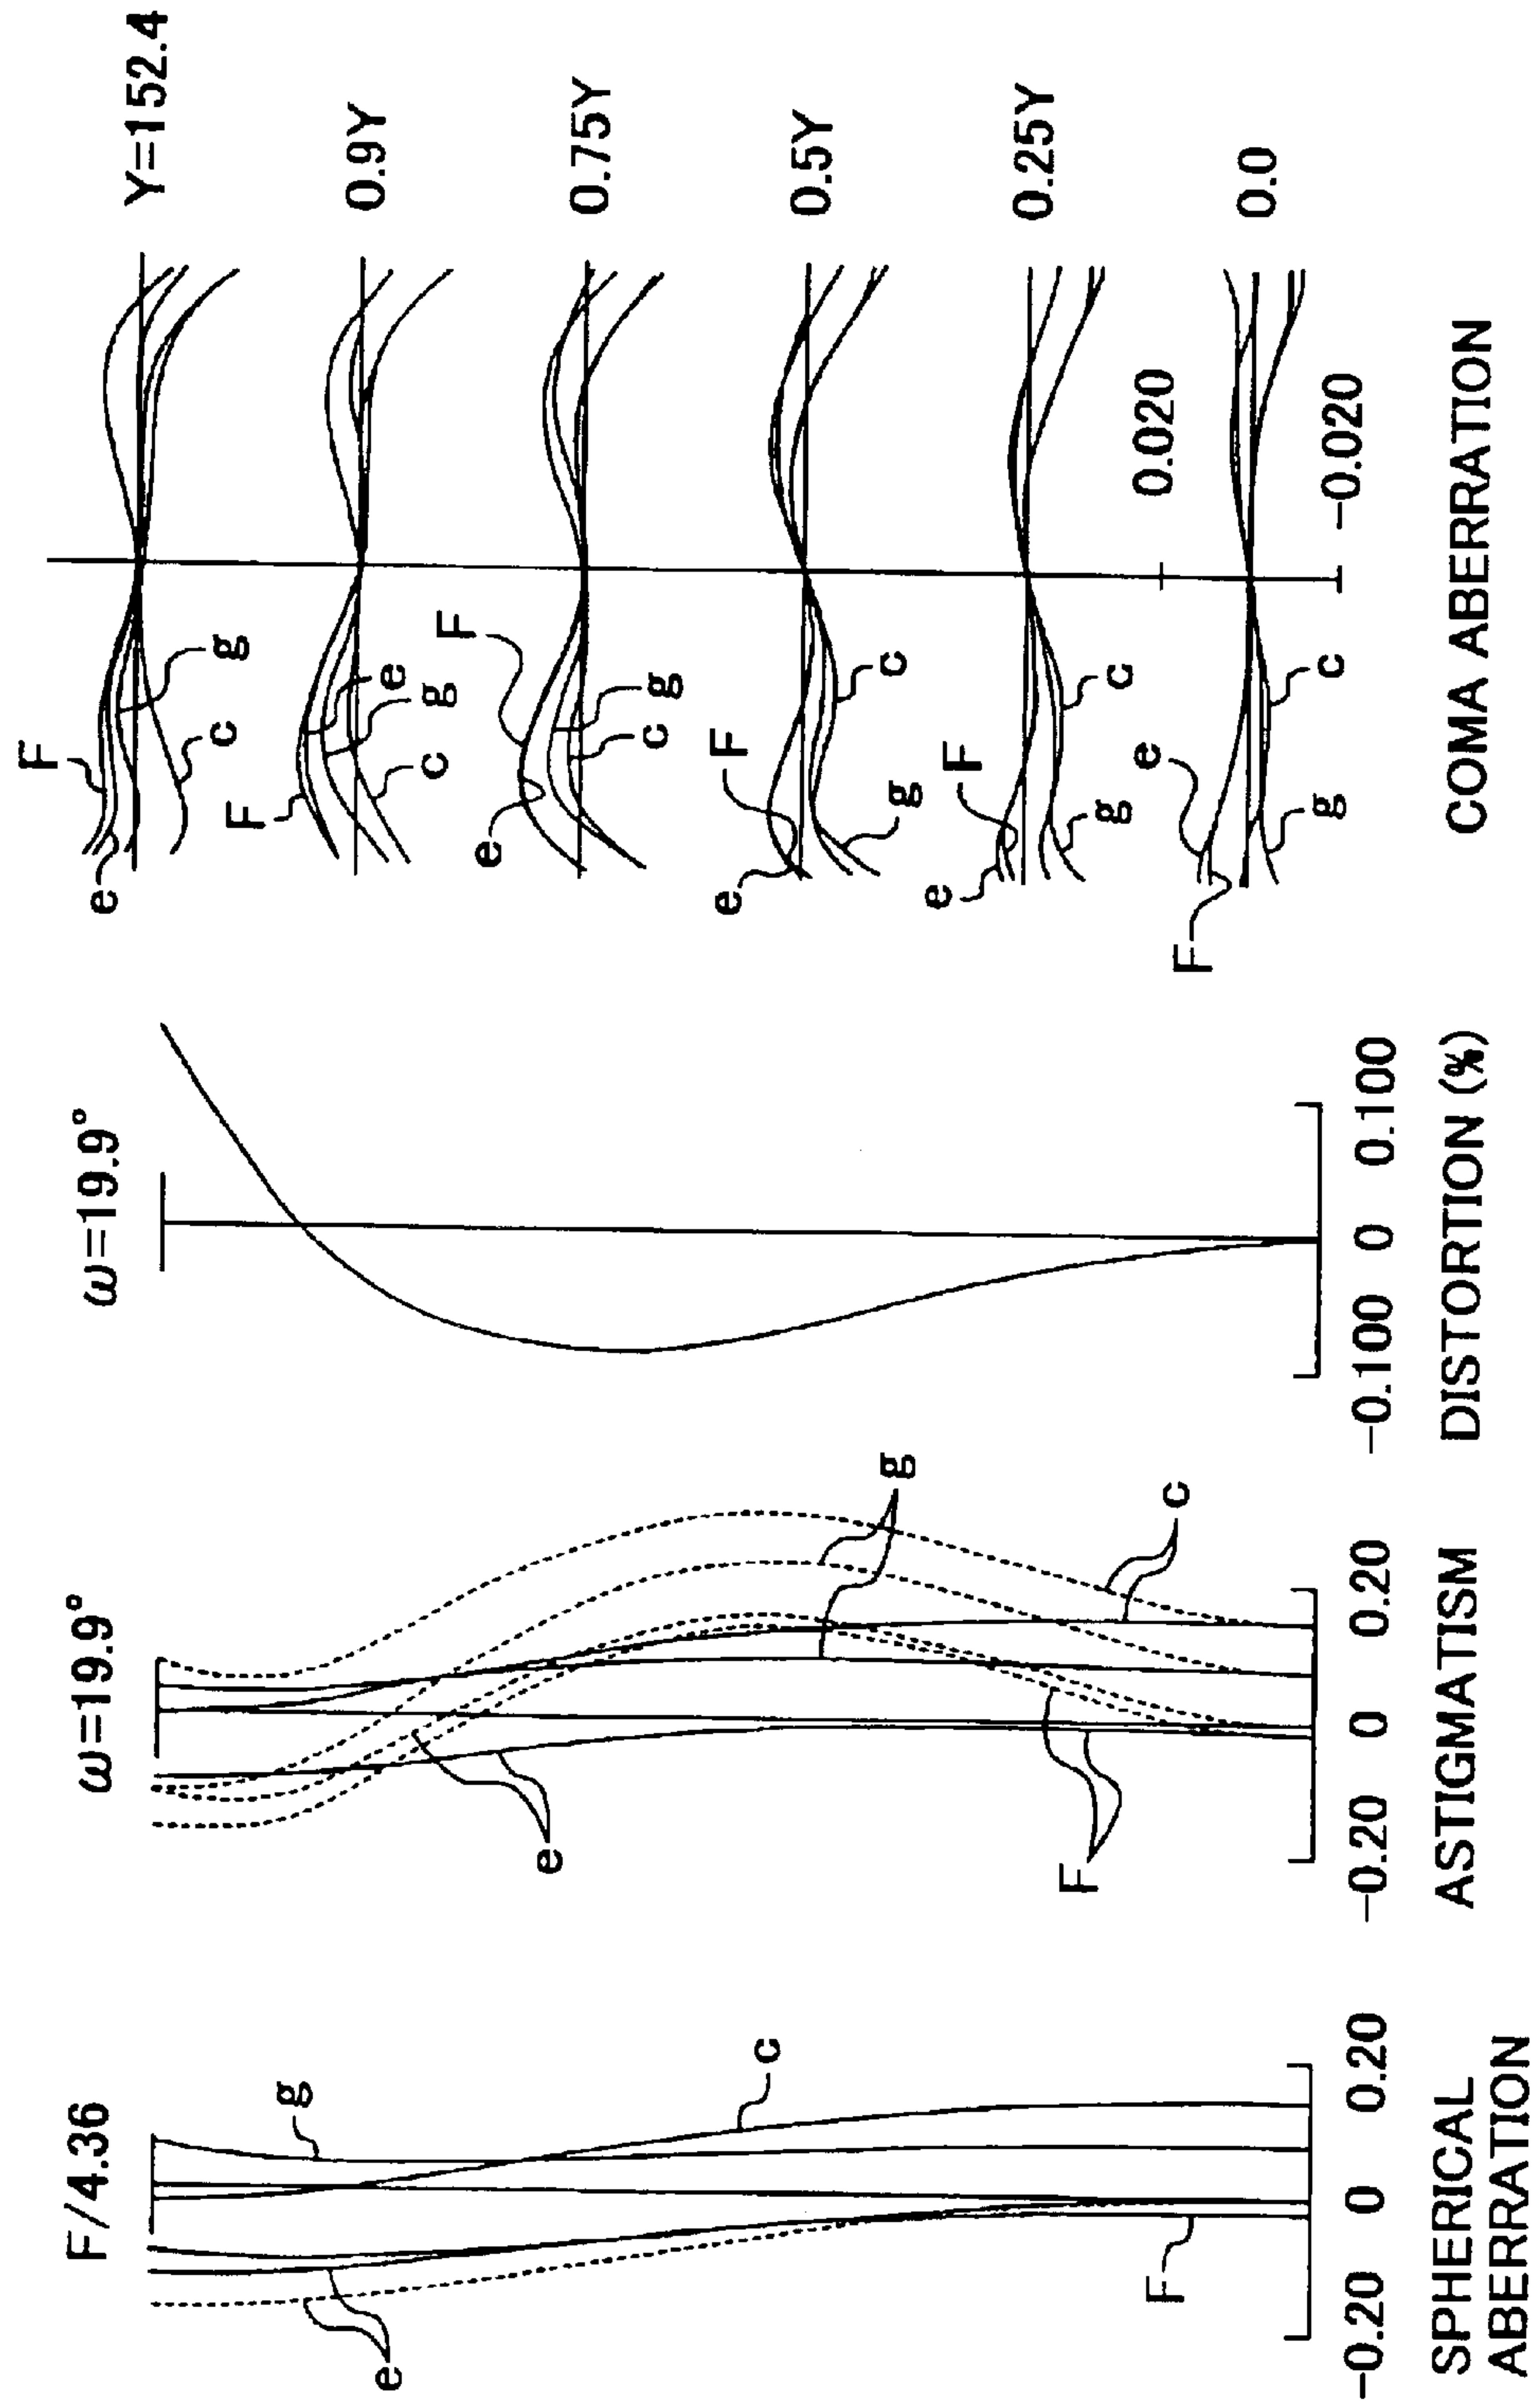 F/4.36
g
c
e
F
-0.20 0 0.20
SPHERICAL
ABERRATION
ω=19.9°
g
e
c
F
-0.20 0 0.20
ASTIGMATISM
ω=19.9°
-0.100 0 0.100
DISTORTION (%)
Y=152.4
F
g
c
e
0.9Y
F
e
g
c
0.75Y
F
g
c
e
0.5Y
F
c
e
g
0.25Y
F
c
e
g
0.020
0.0
e
c
g
F
-0.020
COMA ABERRATION